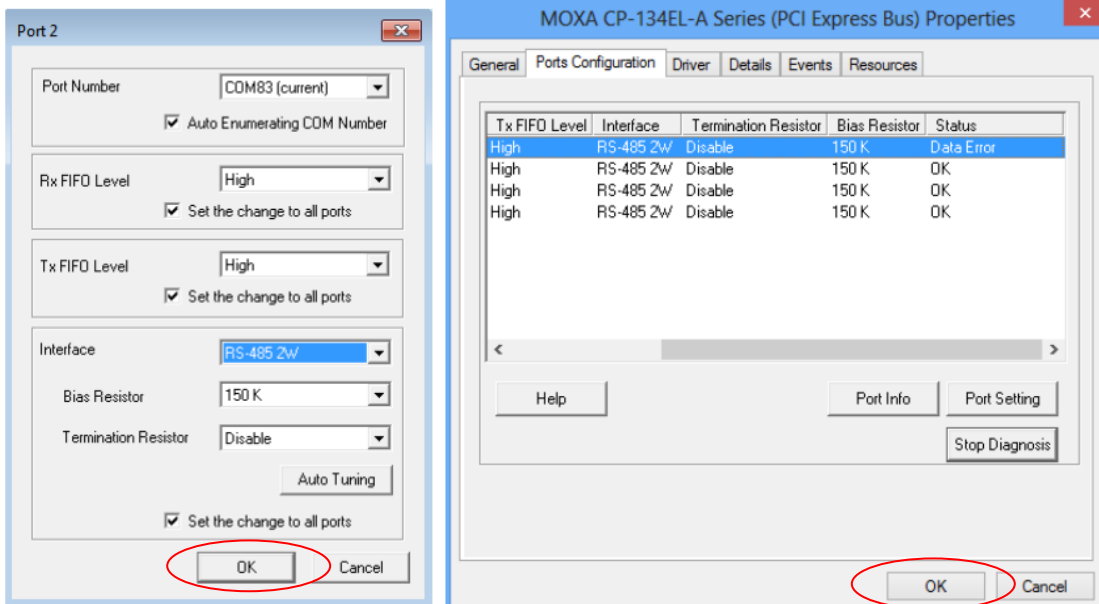 Port 2
Port Number
COM83 (current)
Auto Enumerating COM Number
Rx FIFO Level
High
Set the change to all ports
Tx FIFO Level
High
Set the change to all ports
Interface
RS-485 2W
Bias Resistor
150 K
Termination Resistor
Disable
Auto Tuning
Set the change to all ports
OK Cancel
MOXA CP-134EL-A Series (PCI Express Bus) Properties
General Ports Configuration Driver Details Events Resources
Tx FIFO Level Interface Termination Resistor Bias Resistor Status
High RS-485 2W Disable 150 K Data Error
High RS-485 2W Disable 150 K OK
High RS-485 2W Disable 150 K OK
High RS-485 2W Disable 150 K OK
Help Port Info Port Setting
Stop Diagnosis
OK Cancel